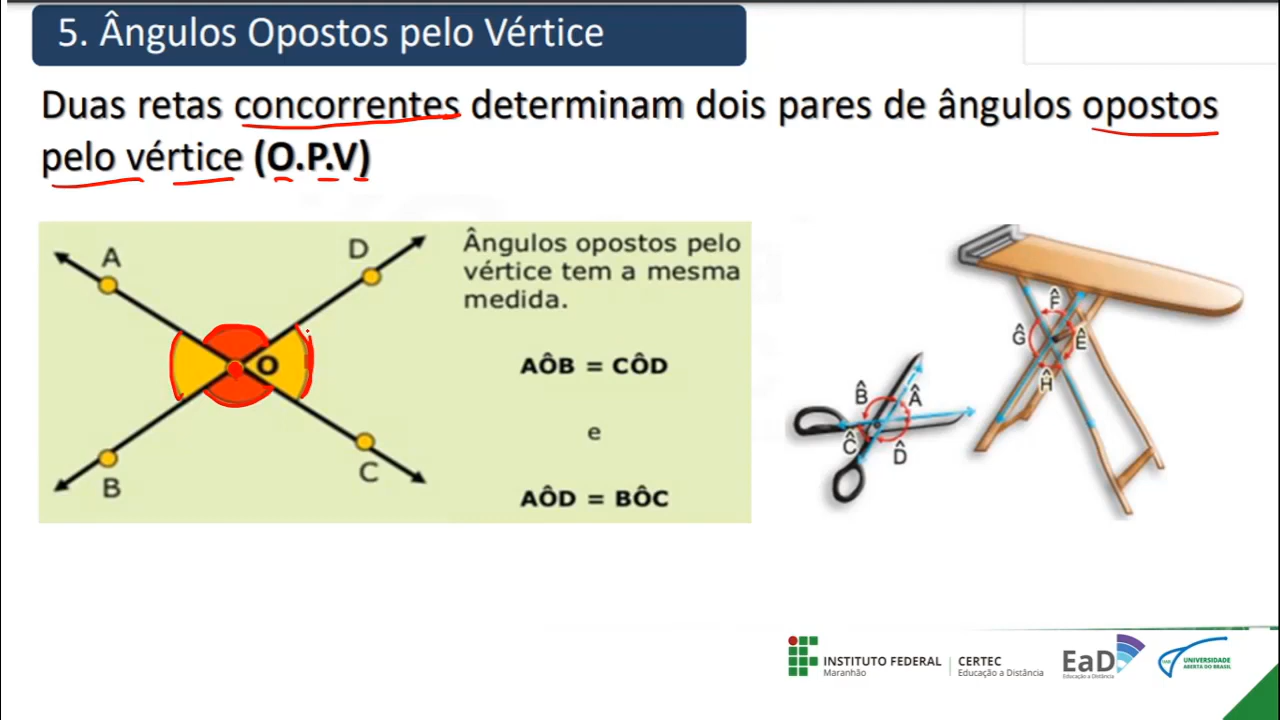 5. Ângulos Opostos pelo Vértice
Duas retas concorrentes determinam dois pares de ângulos opostos
pelo vértice (O.P.V)
A
D
O
B
C
Ângulos opostos pelo
vértice tem a mesma
medida.
AÔB = CÔD
e
AÔD = BÔC
B̂
Â
Ĉ
D̂
F̂
Ĝ
Ê
Ĥ
INSTITUTO FEDERAL
Maranhão
CERTEC
Educação a Distância
EaD
Educação a Distância
UNIVERSIDADE
ABERTA DO BRASIL